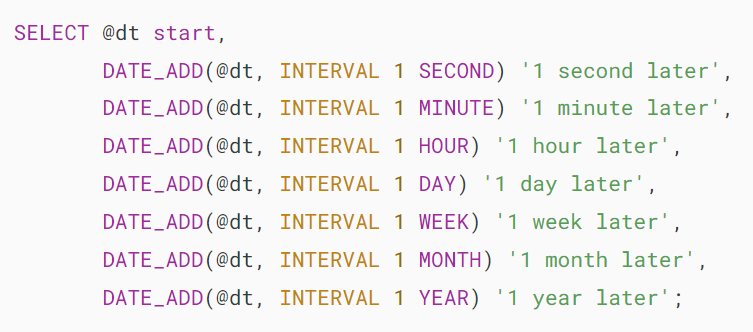 SELECT @dt start,
       DATE_ADD(@dt, INTERVAL 1 SECOND) '1 second later',
       DATE_ADD(@dt, INTERVAL 1 MINUTE) '1 minute later',
       DATE_ADD(@dt, INTERVAL 1 HOUR) '1 hour later',
       DATE_ADD(@dt, INTERVAL 1 DAY) '1 day later',
       DATE_ADD(@dt, INTERVAL 1 WEEK) '1 week later',
       DATE_ADD(@dt, INTERVAL 1 MONTH) '1 month later',
       DATE_ADD(@dt, INTERVAL 1 YEAR) '1 year later';